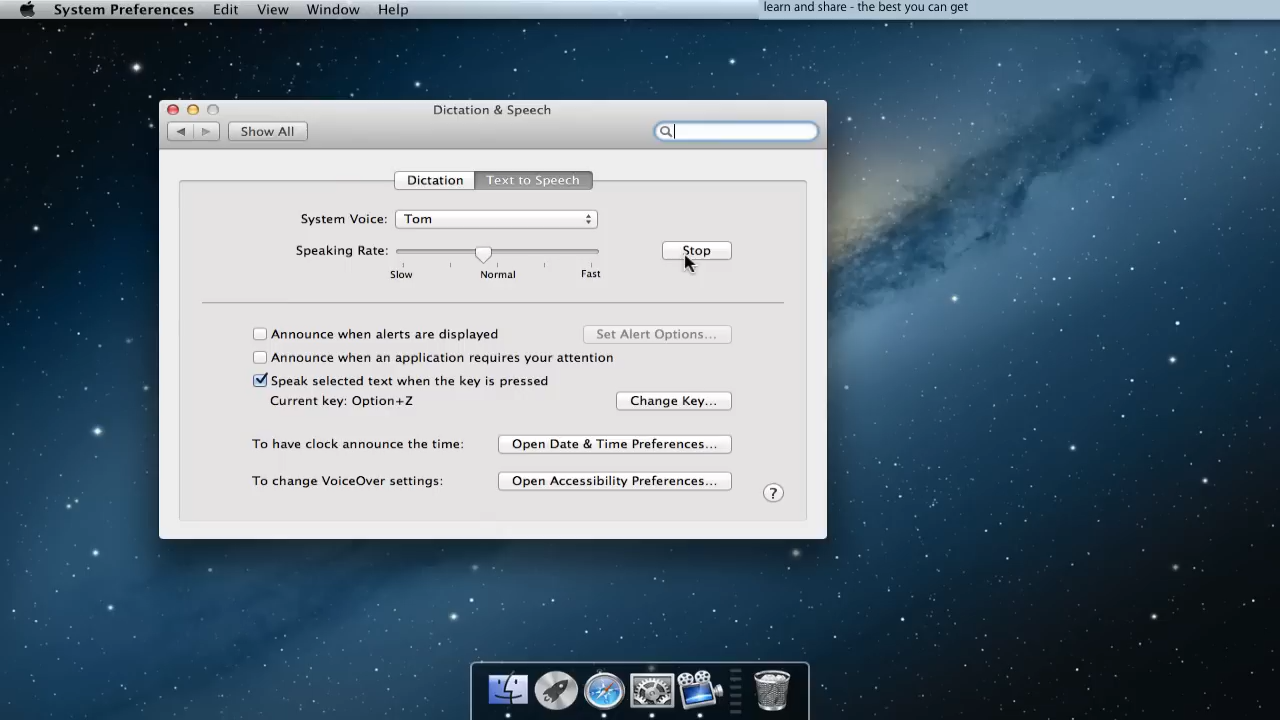 System Preferences Edit View Window Help
learn and share - the best you can get
Dictation & Speech
Show All
Dictation Text to Speech
System Voice: Tom
Speaking Rate:
Stop
Slow Normal Fast
Announce when alerts are displayed Set Alert Options...
Announce when an application requires your attention
Speak selected text when the key is pressed
Current key: Option+Z Change Key...
To have clock announce the time: Open Date & Time Preferences...
To change VoiceOver settings: Open Accessibility Preferences...
?